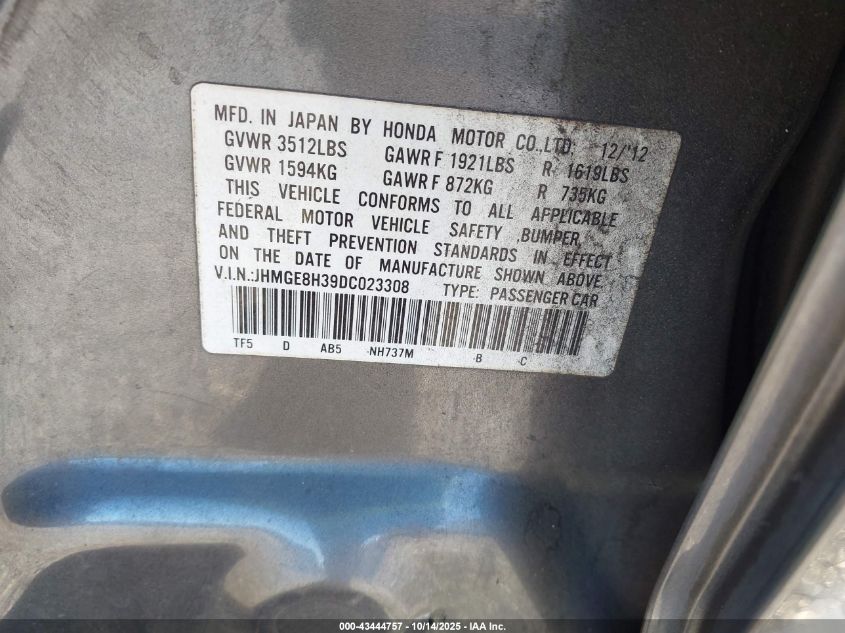 MFD. IN JAPAN BY HONDA MOTOR CO.,LTD. 12/'12
GVWR 3512LBS GAWR F 1921LBS R 1619LBS
GVWR 1594KG GAWR F 872KG R 735KG
THIS VEHICLE CONFORMS TO ALL APPLICABLE
FEDERAL MOTOR VEHICLE SAFETY ,BUMPER,
AND THEFT PREVENTION STANDARDS IN EFFECT
ON THE DATE OF MANUFACTURE SHOWN ABOVE.
V.I.N.:JHMGE8H39DC023308 TYPE: PASSENGER CAR
TF5 D AB5 -NH737M -B -C
000-43444757 - 10/14/2025 - IAA Inc.